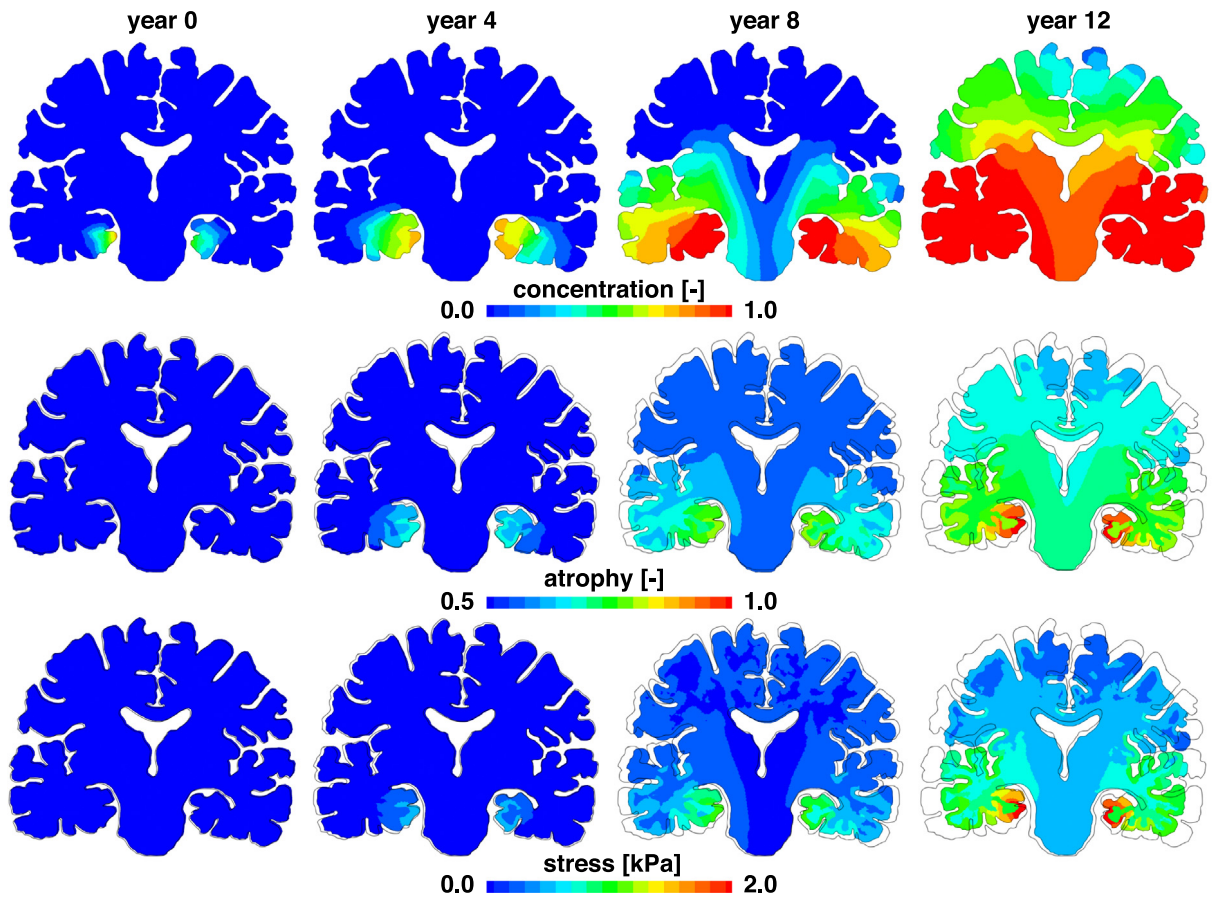 year 0 year 4 year 8 year 12
concentration [-]
0.0 1.0
atrophy [-]
0.5 1.0
stress [kPa]
0.0 2.0